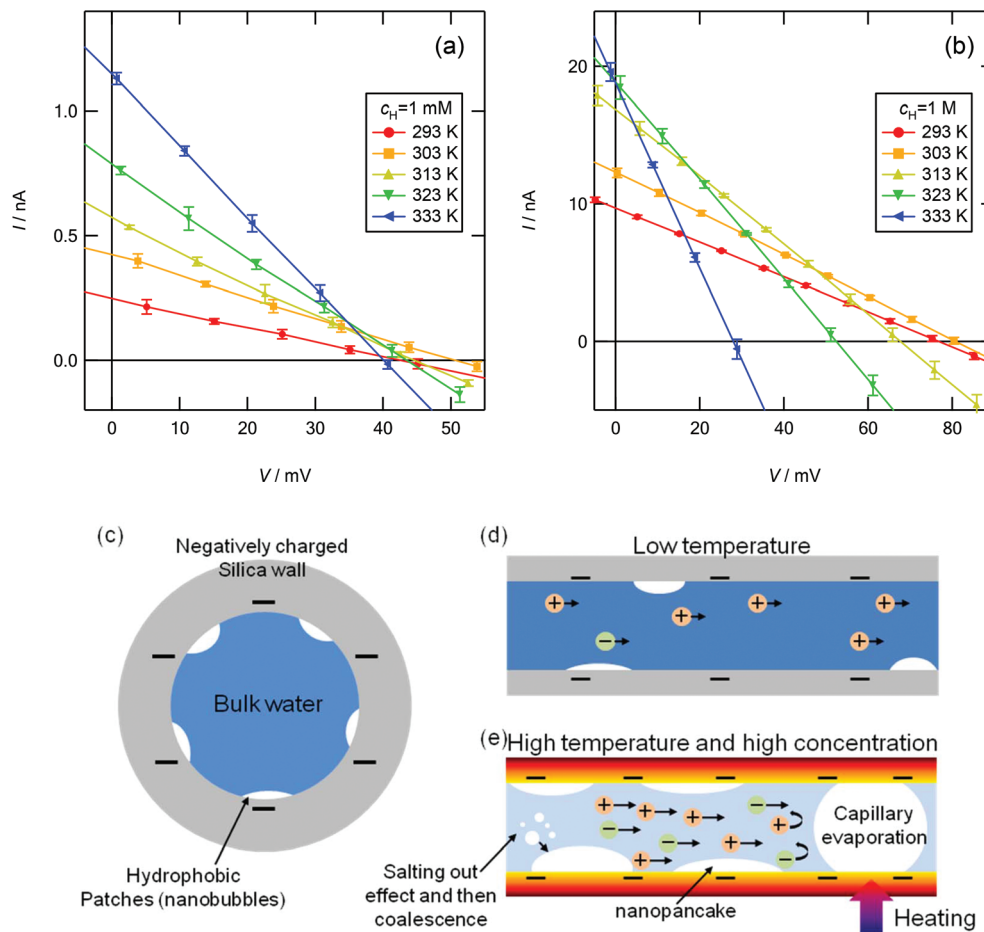 (a)
c_H=1 mM
293 K
303 K
313 K
323 K
333 K
I / nA
1.0
0.5
0.0
0
10
20
30
40
50
V / mV
(b)
c_H=1 M
293 K
303 K
313 K
323 K
333 K
I / nA
20
10
0
0
20
40
60
80
V / mV
(c)
Negatively charged
Silica wall
Bulk water
Hydrophobic
Patches (nanobubbles)
(d)
Low temperature
(e)
High temperature and high concentration
Capillary
evaporation
Salting out
effect and then
coalescence
nanopancake
Heating